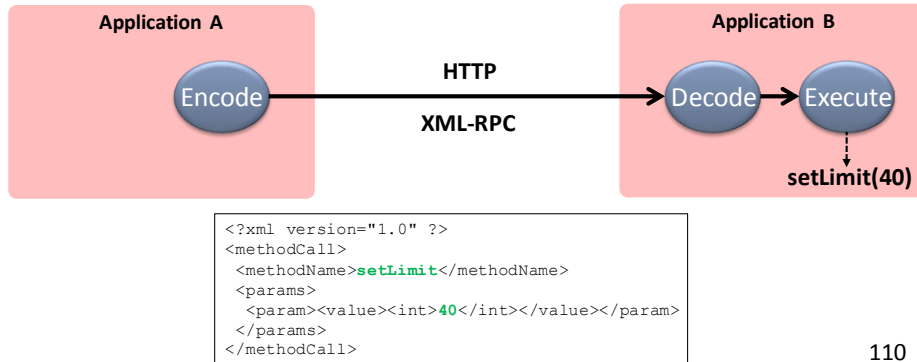 Application A
Application B
HTTP
Encode
Decode
Execute
XML-RPC
setLimit(40)
<?xml version="1.0" ?>
<methodCall>
<methodName>setLimit</methodName>
<params>
<param><value><int>40</int></value></param>
</params>
</methodCall>
110